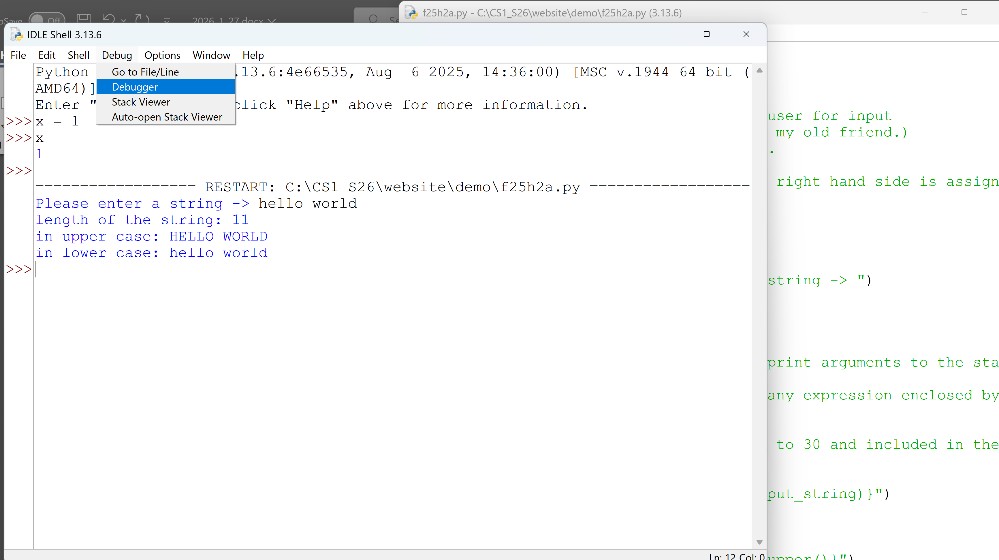 Off
2026_1_27.docx
f25h2a.py - C:\CS1_S26\website\demo\f25h2a.py (3.13.6)
IDLE Shell 3.13.6
File Edit Shell Debug Options Window Help
Go to File/Line
Debugger
Stack Viewer
Auto-open Stack Viewer
Python .13.6:4e66535, Aug  6 2025, 14:36:00) [MSC v.1944 64 bit (
AMD64)]
Enter " click "Help" above for more information.
>>> x = 1
>>> x
1
>>>
================== RESTART: C:\CS1_S26\website\demo\f25h2a.py ==================
Please enter a string -> hello world
length of the string: 11
in upper case: HELLO WORLD
in lower case: hello world
>>>
Ln: 12 Col: 0
user for input
my old friend.)
.
right hand side is assign
string -> ")
print arguments to the sta
any expression enclosed by
to 30 and included in the
put_string)}")
upper()}")